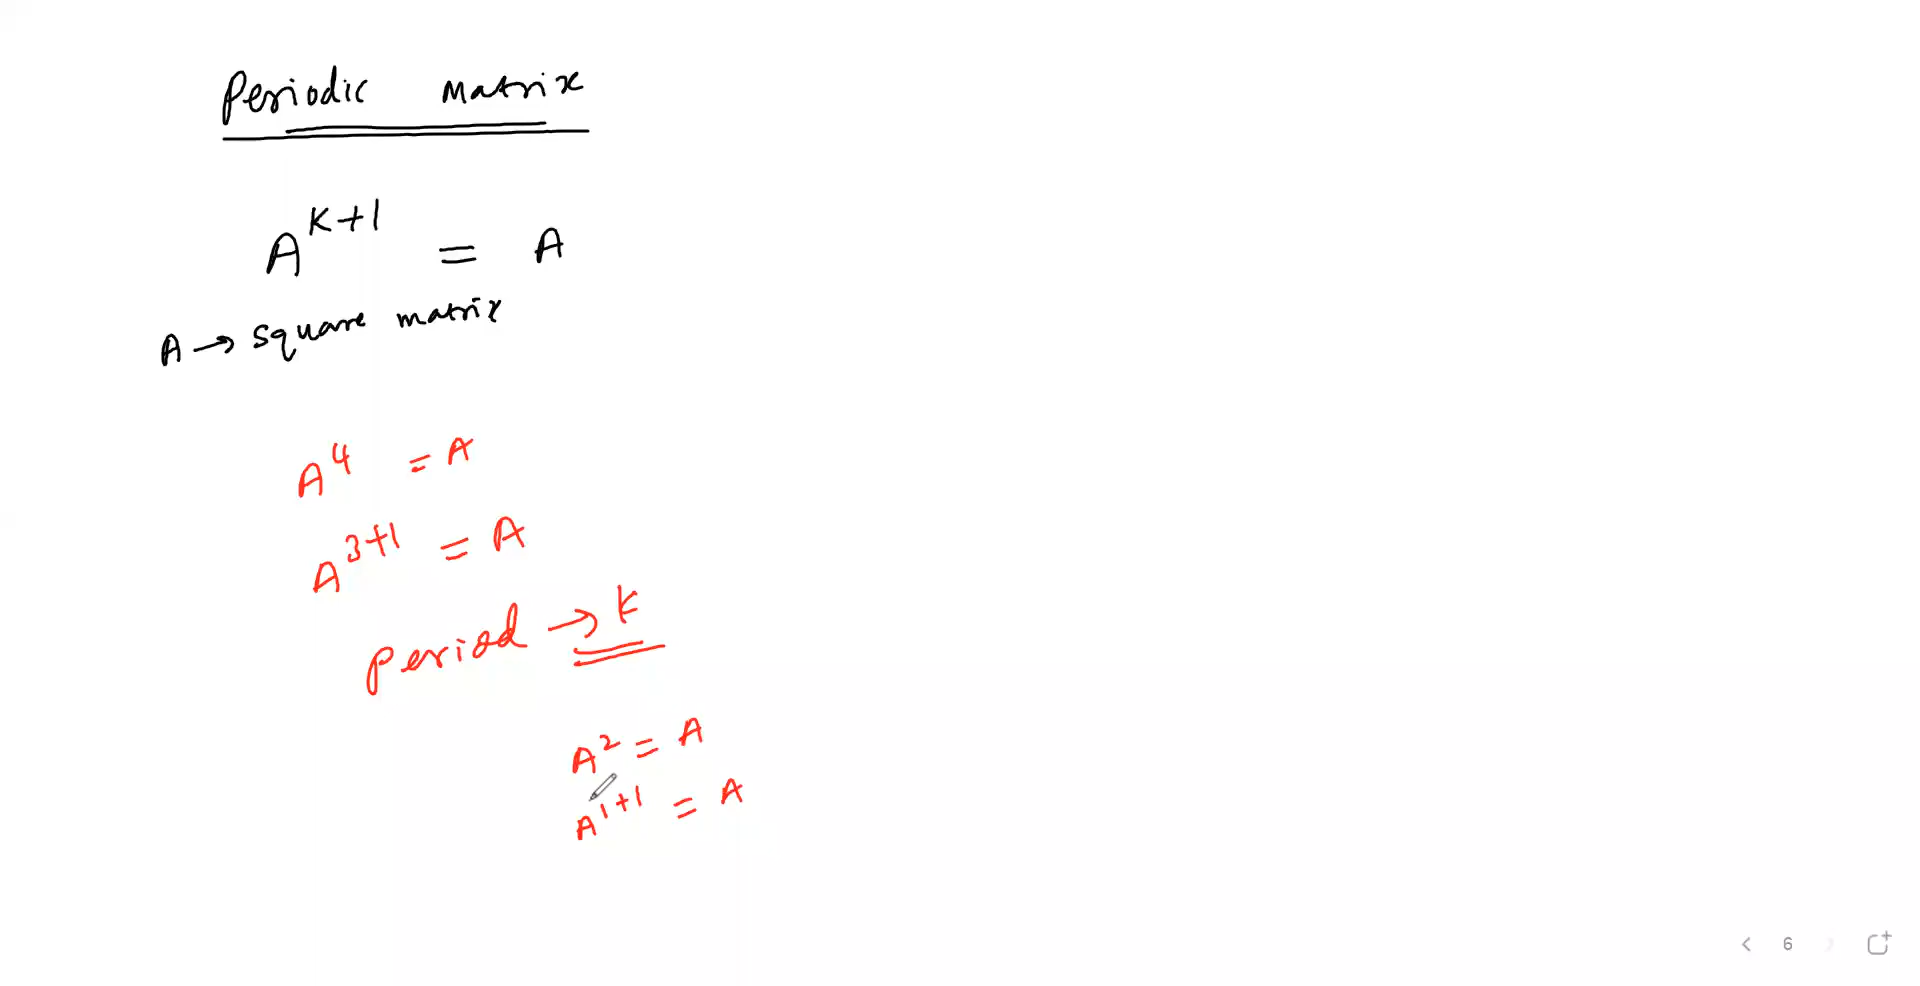 Periodic Matrix
A^{K+1} = A
A → square matrix
A^4 = A
A^{3+1} = A
Period → K
A^2 = A
A^{1+1} = A
< 6 >